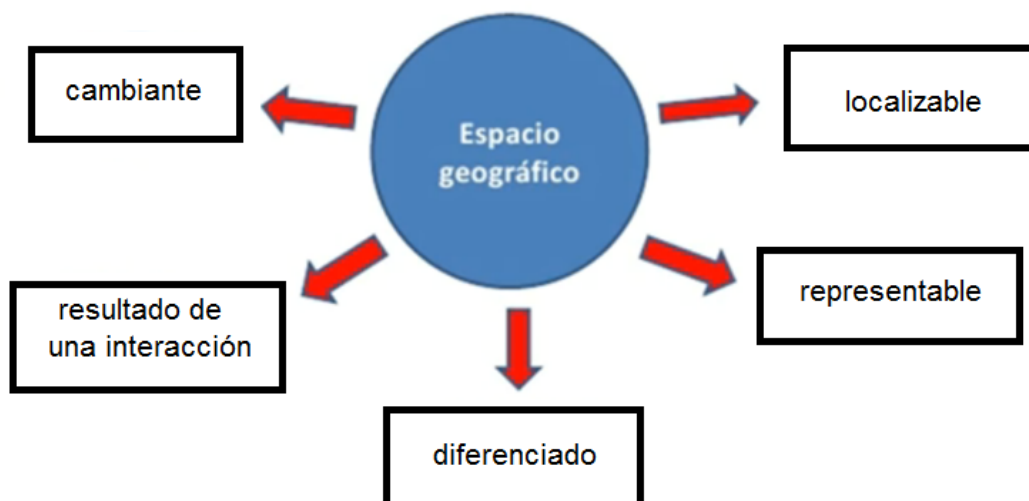 cambiante
localizable
Espacio
geográfico
resultado de
una interacción
representable
diferenciado